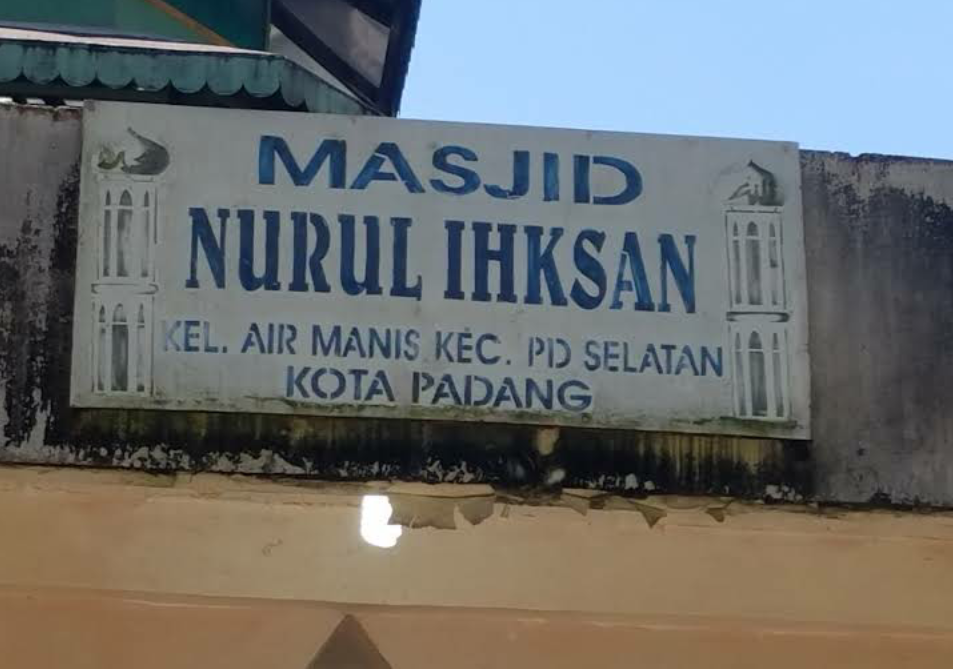 MASJID
NURUL IHKSAN
KEL. AIR MANIS KEC. PD SELATAN
KOTA PADANG